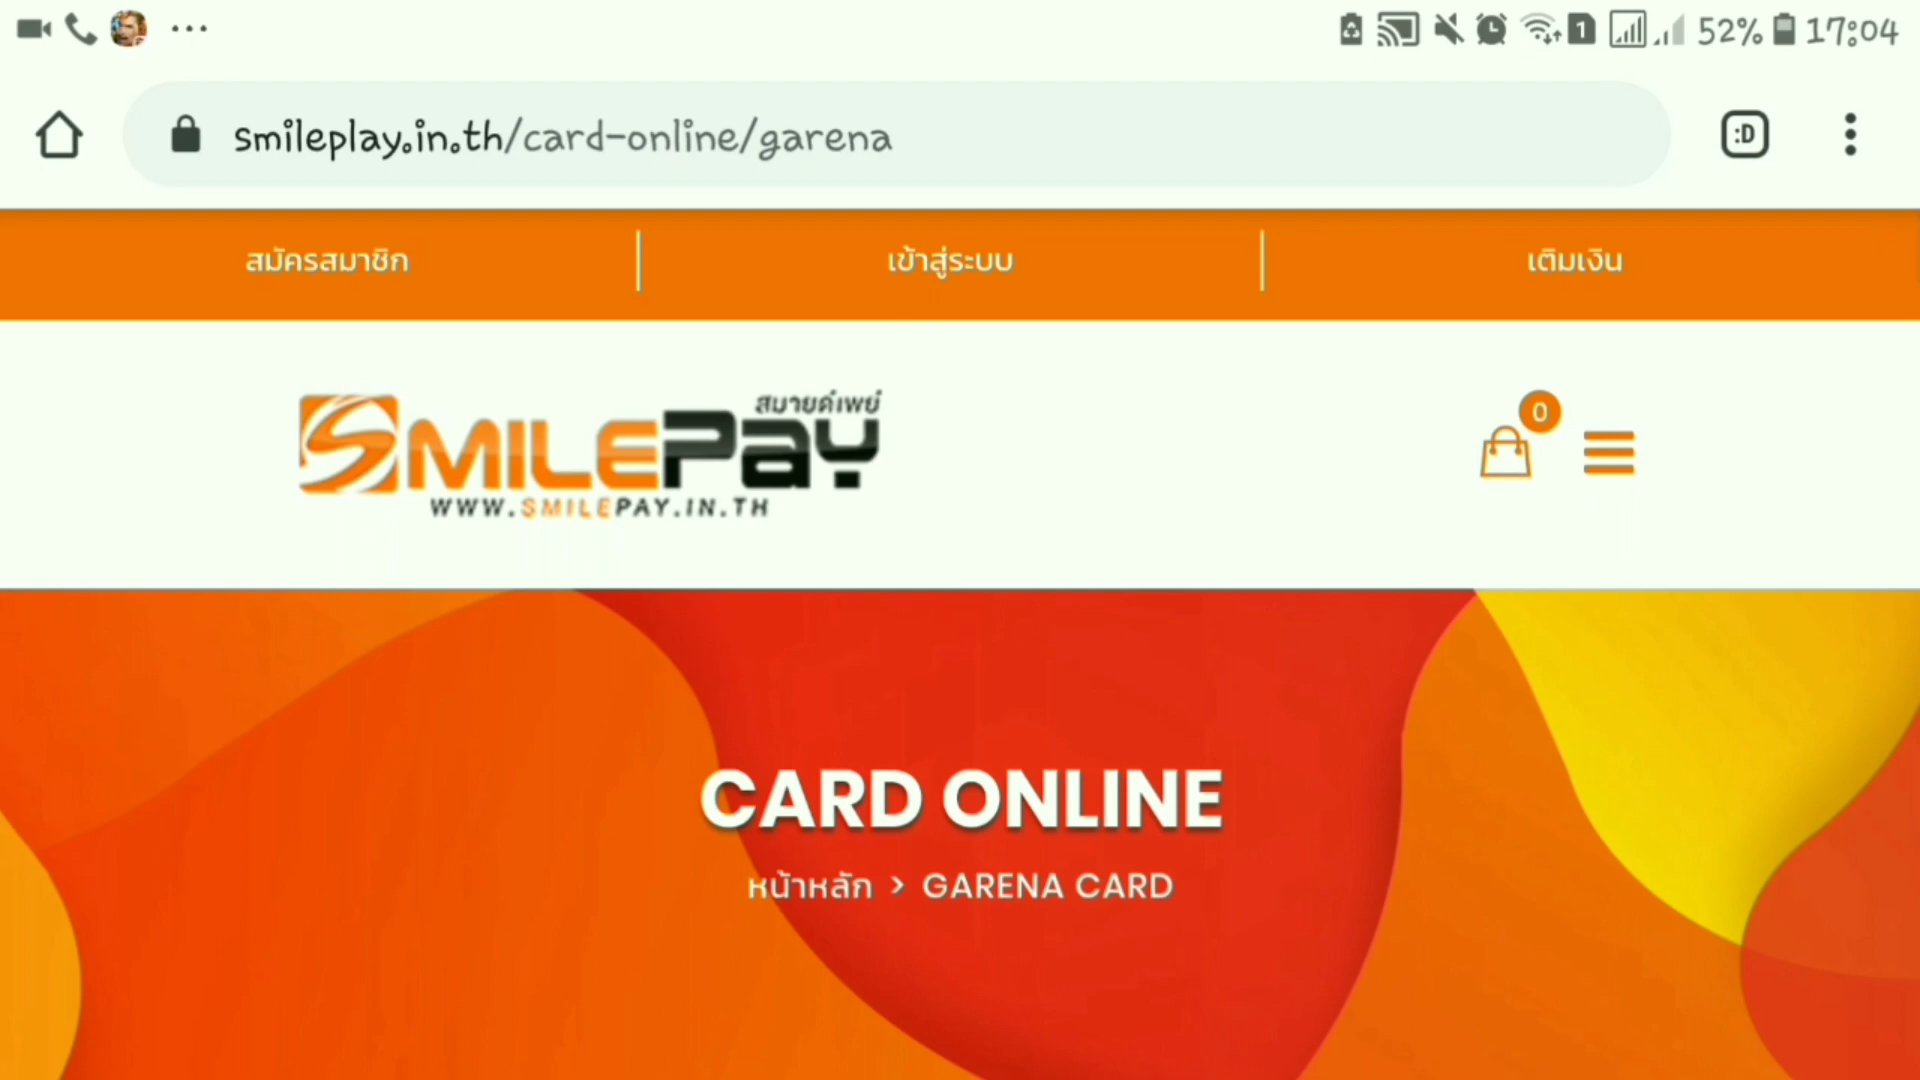 52% 17:04
smileplay.in.th/card-online/garena
:D
สมัครสมาชิก เข้าสู่ระบบ เติมเงิน
สมายด์เพย์
SMILEPAY
WWW.SMILEPAY.IN.TH
0
CARD ONLINE
หน้าหลัก > GARENA CARD